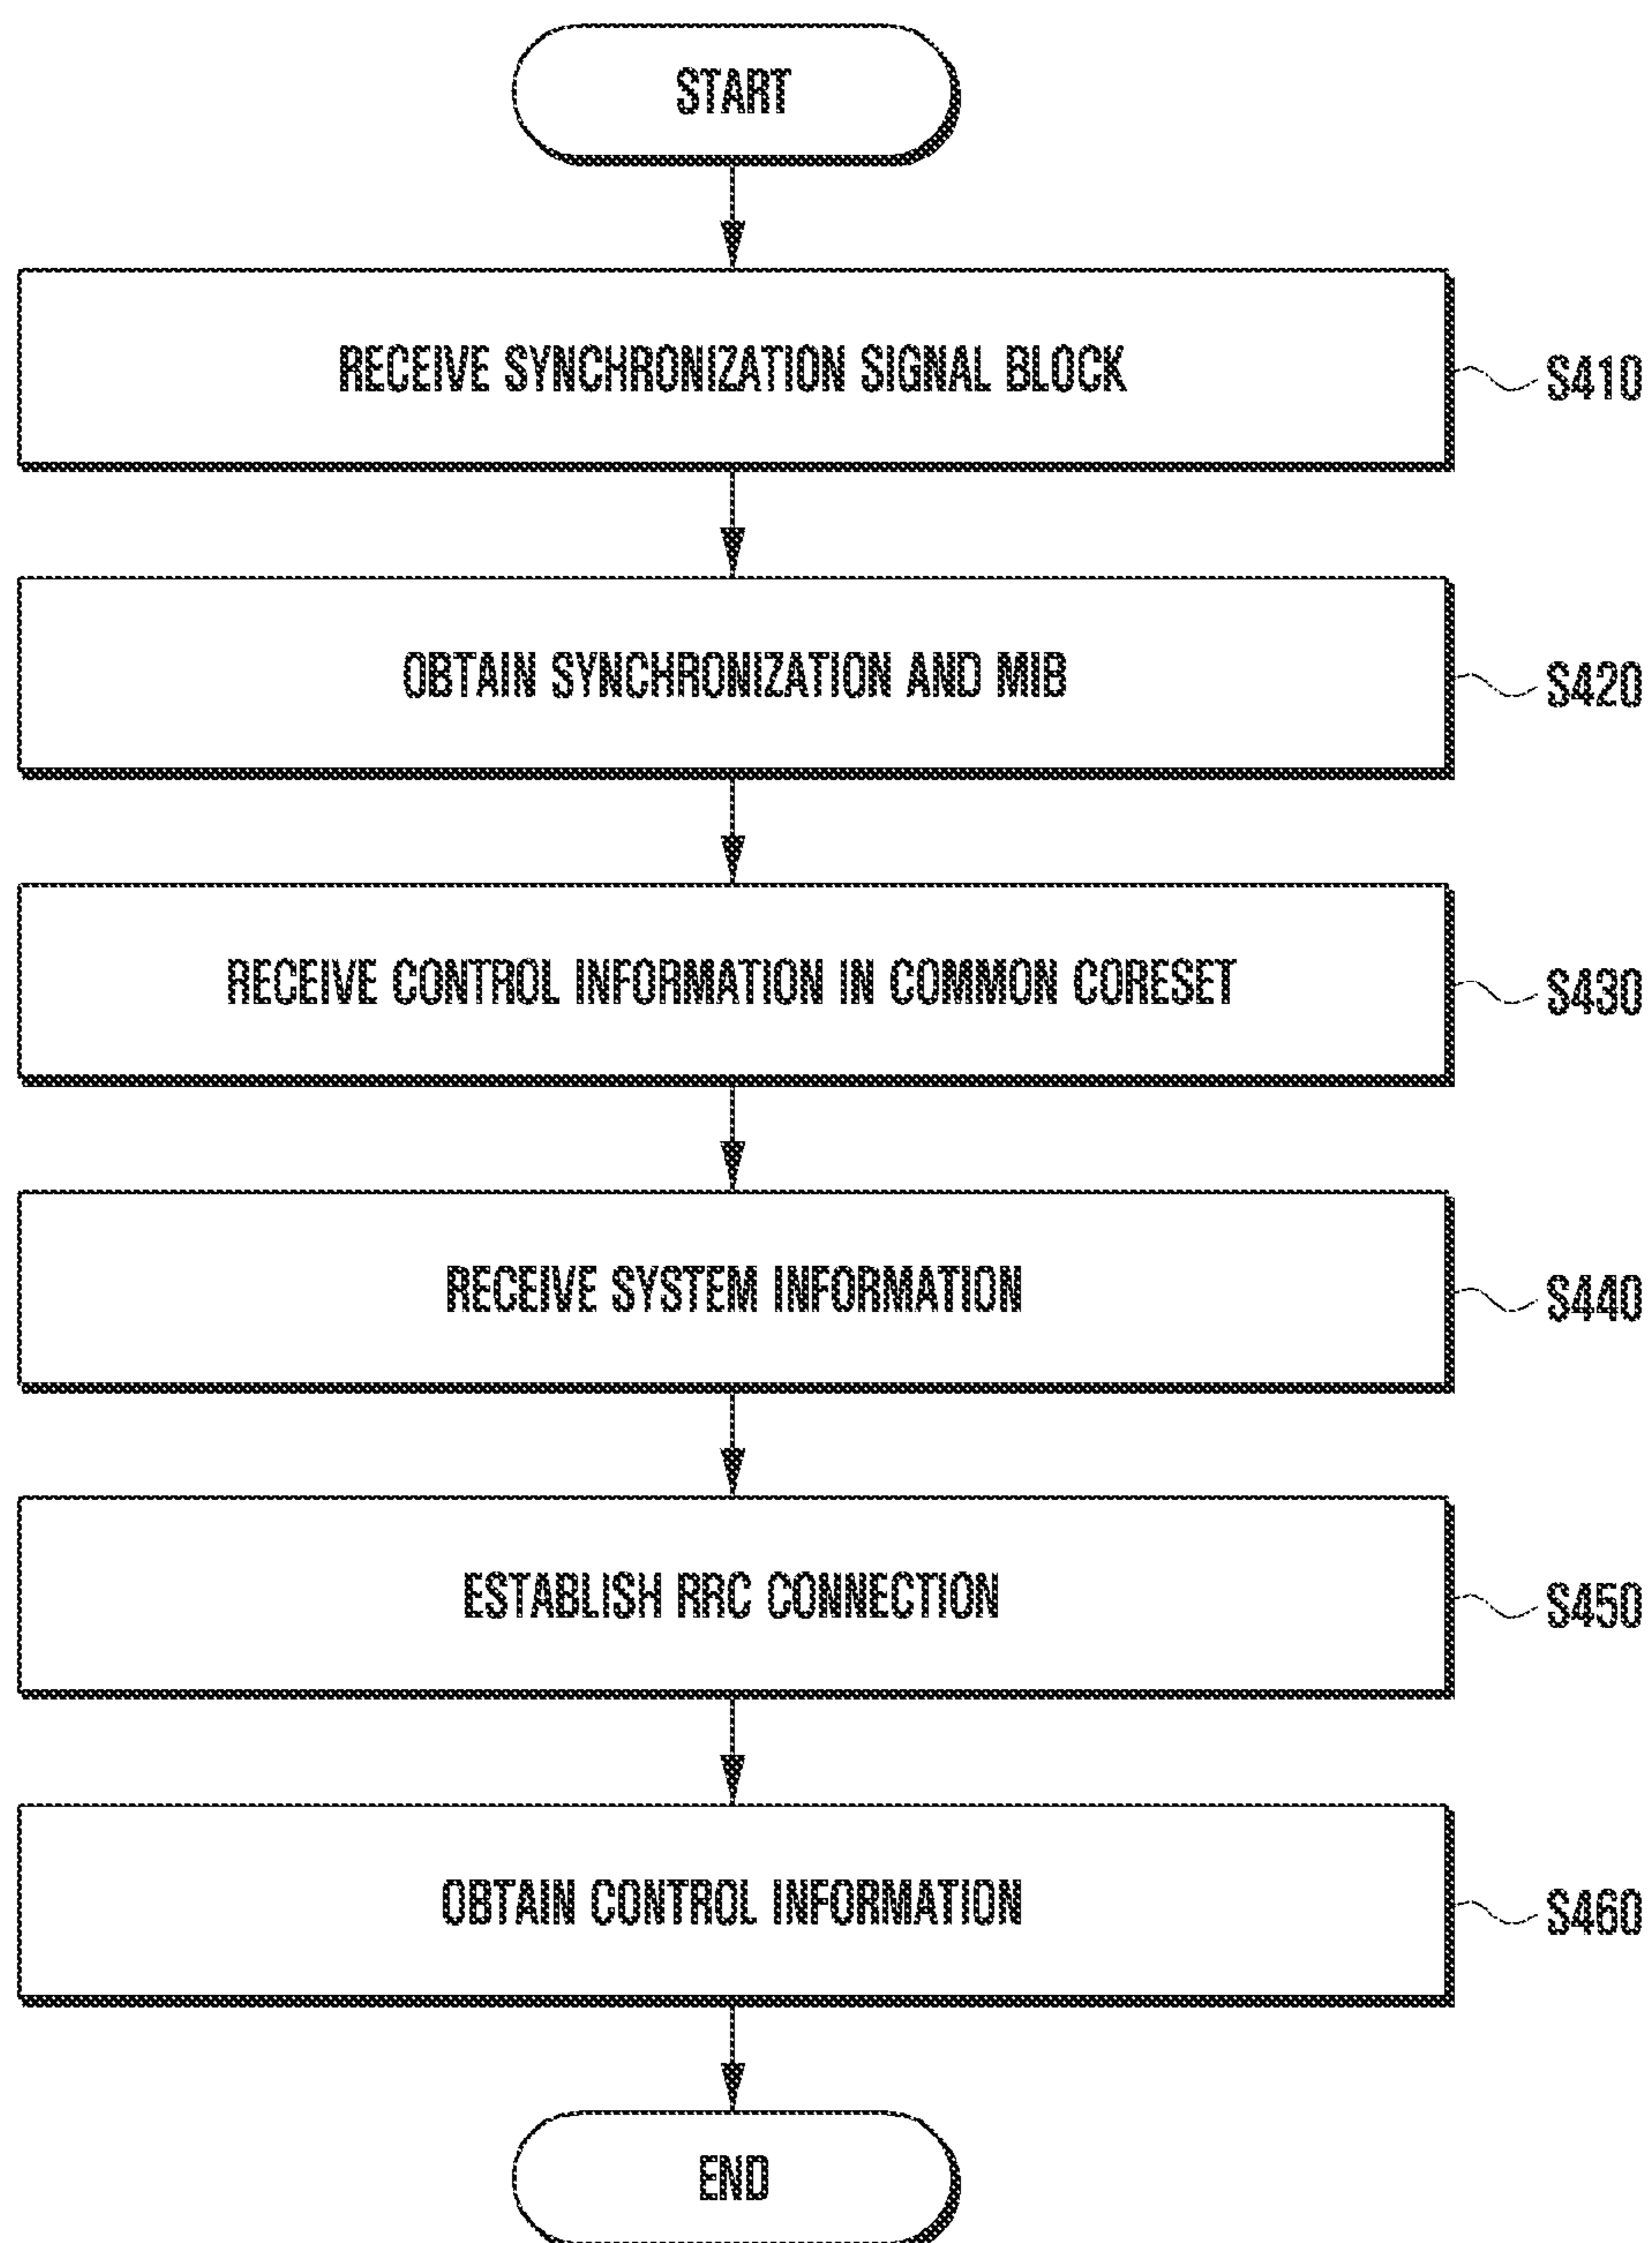 START
RECEIVE SYNCHRONIZATION SIGNAL BLOCK
S410
OBTAIN SYNCHRONIZATION AND MIB
S420
RECEIVE CONTROL INFORMATION IN COMMON CORESET
S430
RECEIVE SYSTEM INFORMATION
S440
ESTABLISH RRC CONNECTION
S450
OBTAIN CONTROL INFORMATION
S460
END